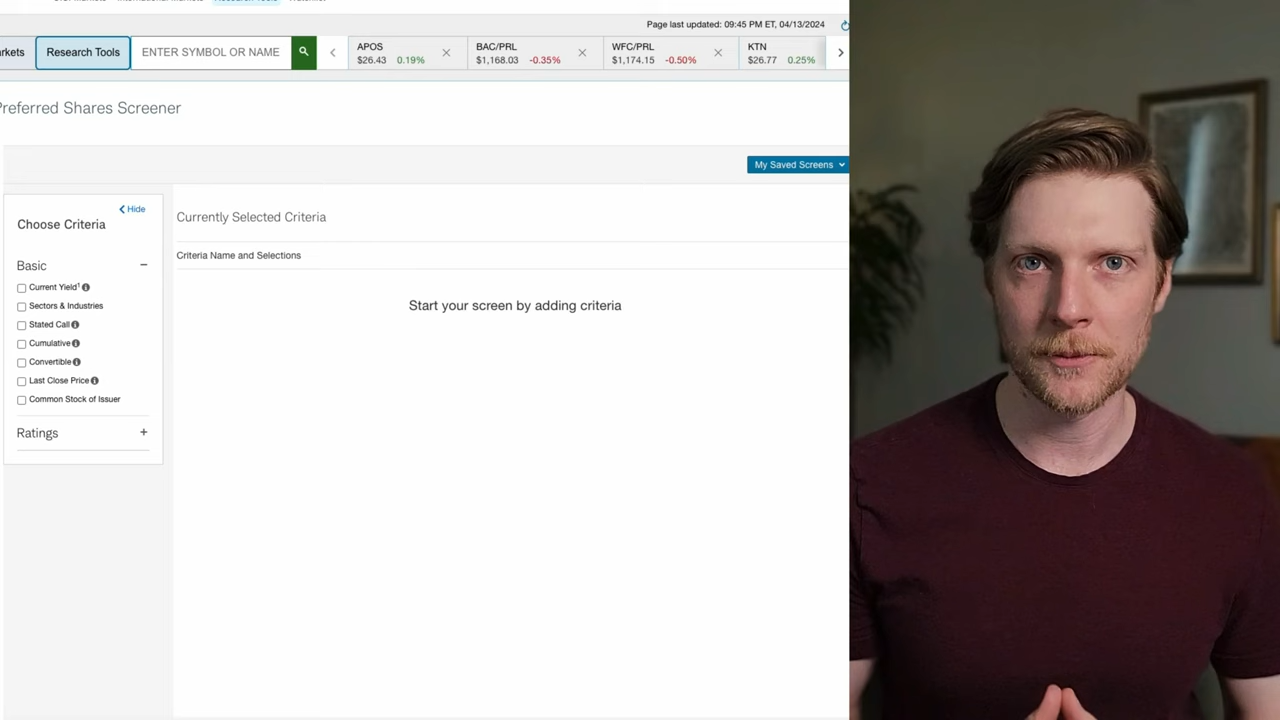 Page last updated: 09:45 PM ET, 04/13/2024
rkets Research Tools ENTER SYMBOL OR NAME
APOS
$26.43 0.19%
BAC/PRL
$1,168.03 -0.35%
WFC/PRL
$1,174.15 -0.50%
KTN
$26.77 0.25%
Preferred Shares Screener
My Saved Screens
Hide
Choose Criteria
Basic
Current Yield¹
Sectors & Industries
Stated Call
Cumulative
Convertible
Last Close Price
Common Stock of Issuer
Ratings
Currently Selected Criteria
Criteria Name and Selections
Start your screen by adding criteria